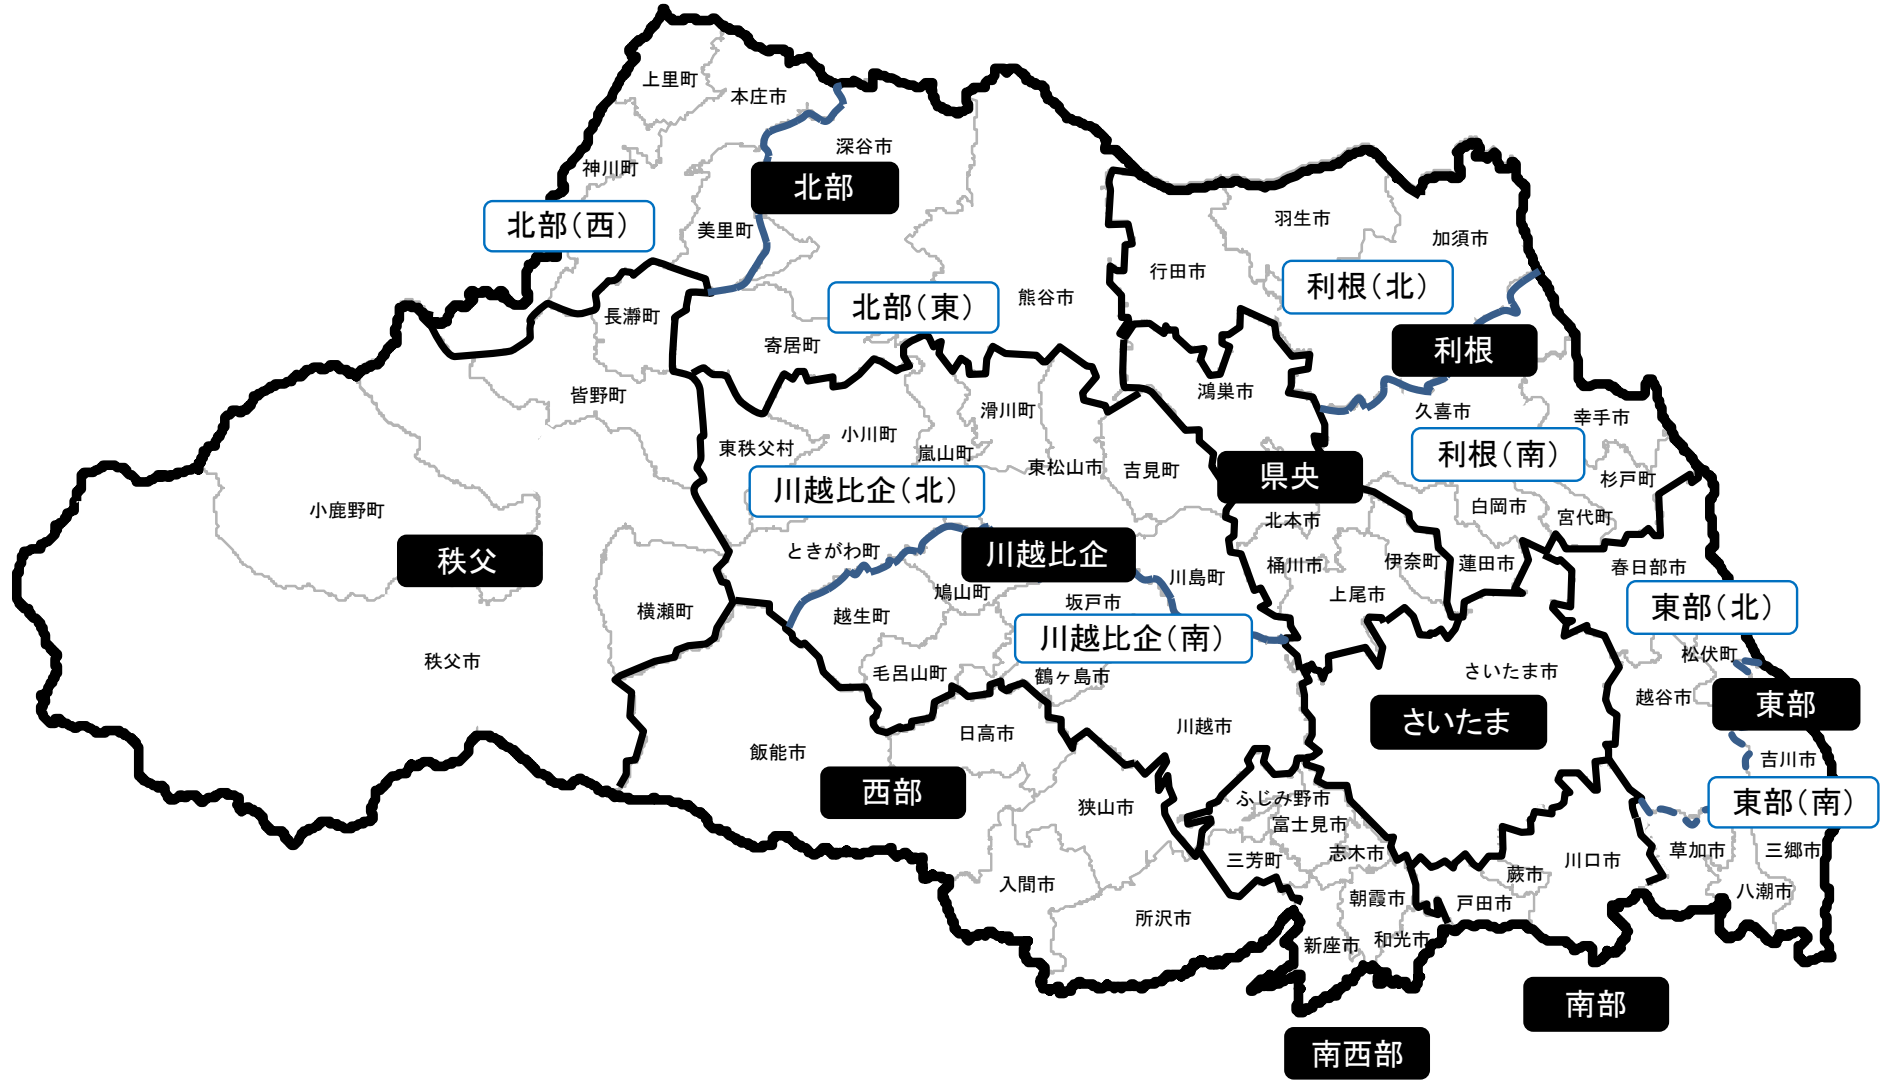 上里町
本庄市
深谷市
神川町
北部
北部（西）
美里町
羽生市
加須市
行田市
利根（北）
北部（東）
熊谷市
長瀞町
寄居町
利根
鴻巣市
皆野町
久喜市
幸手市
滑川町
小川町
東秩父村
嵐山町
東松山市
吉見町
利根（南）
県央
杉戸町
川越比企（北）
小鹿野町
白岡市
宮代町
北本市
秩父
ときがわ町
川越比企
川島町
桶川市
伊奈町
蓮田市
春日部市
鳩山町
坂戸市
上尾市
東部（北）
横瀬町
越生町
川越比企（南）
秩父市
毛呂山町
鶴ヶ島市
さいたま市
松伏町
越谷市
東部
さいたま
川越市
日高市
飯能市
吉川市
西部
狭山市
ふじみ野市
東部（南）
富士見市
三芳町
志木市
川口市
草加市
三郷市
蕨市
入間市
朝霞市
戸田市
八潮市
所沢市
新座市
和光市
南部
南西部